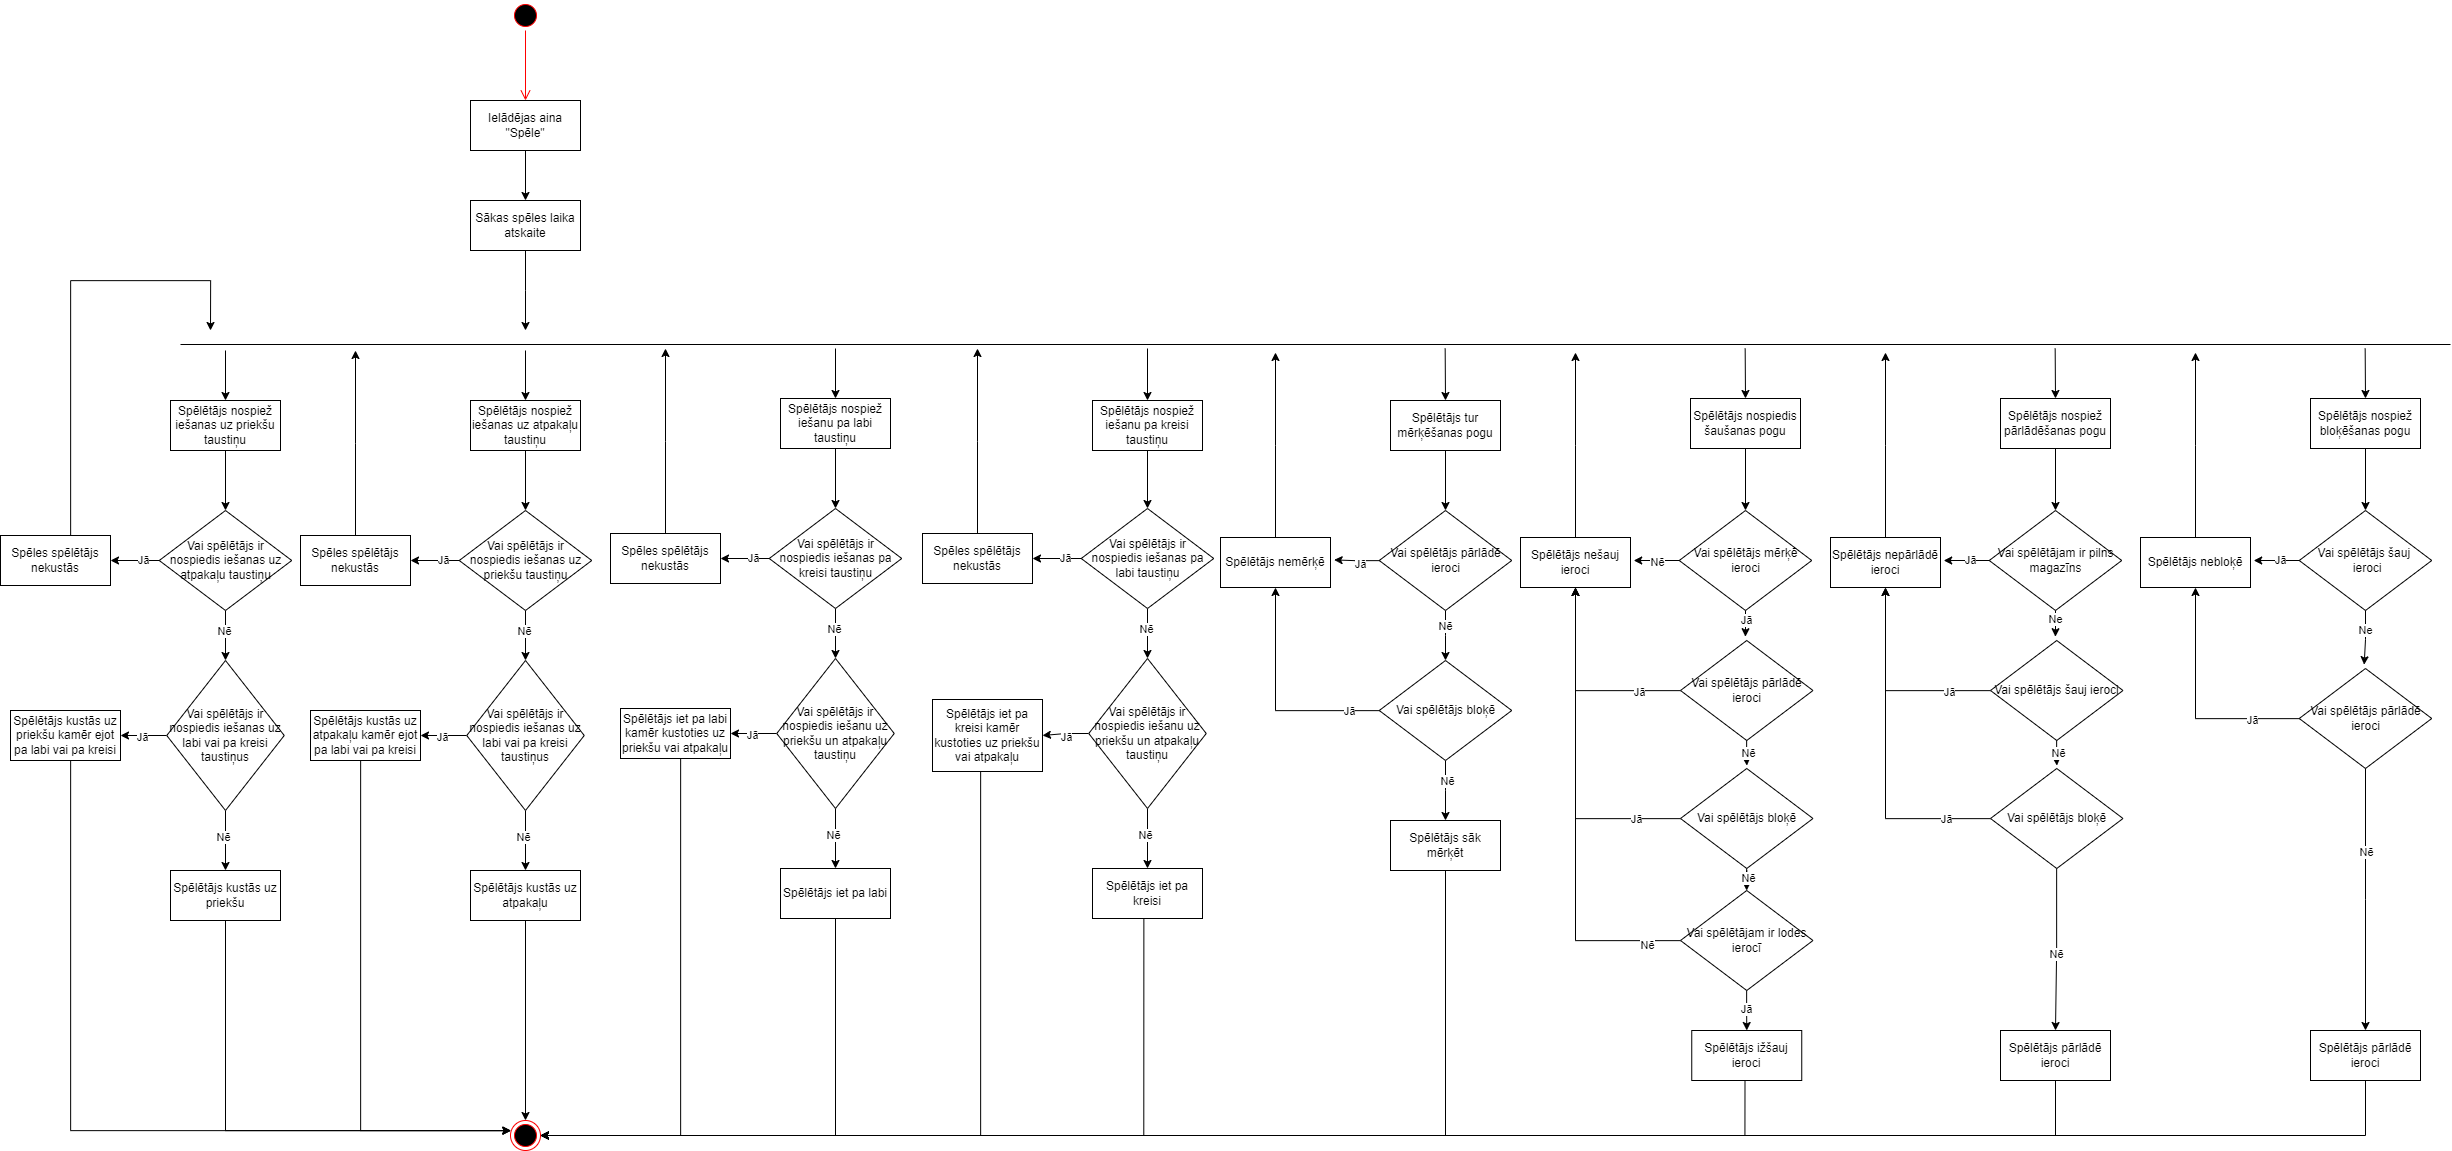 Ielādējas aina
"Spēle"
Sākas spēles laika
atskaite
Spēlētājs nospiež
iešanas uz priekšu
taustiņu
Vai spēlētājs ir
nospiedis iešanas uz
atpakaļu taustiņu
Jā
Spēles spēlētājs
nekustās
Nē
Vai spēlētājs ir
nospiedis iešanas uz
labi vai pa kreisi
taustiņus
Jā
Spēlētājs kustās uz
priekšu kamēr ejot
pa labi vai pa kreisi
Nē
Spēlētājs kustās uz
priekšu
Spēlētājs nospiež
iešanas uz atpakaļu
taustiņu
Vai spēlētājs ir
nospiedis iešanas uz
priekšu taustiņu
Jā
Spēles spēlētājs
nekustās
Nē
Vai spēlētājs ir
nospiedis iešanas uz
labi vai pa kreisi
taustiņus
Jā
Spēlētājs kustās uz
atpakaļu kamēr ejot
pa labi vai pa kreisi
Nē
Spēlētājs kustās uz
atpakaļu
Spēlētājs nospiež
iešanu pa labi
taustiņu
Vai spēlētājs ir
nospiedis iešanas pa
kreisi taustiņu
Jā
Spēles spēlētājs
nekustās
Nē
Vai spēlētājs ir
nospiedis iešanu uz
priekšu un atpakaļu
taustiņu
Jā
Spēlētājs iet pa labi
kamēr kustoties uz
priekšu vai atpakaļu
Nē
Spēlētājs iet pa labi
Spēlētājs nospiež
iešanu pa kreisi
taustiņu
Vai spēlētājs ir
nospiedis iešanas pa
labi taustiņu
Jā
Spēles spēlētājs
nekustās
Nē
Vai spēlētājs ir
nospiedis iešanu uz
priekšu un atpakaļu
taustiņu
Jā
Spēlētājs iet pa
kreisi kamēr
kustoties uz priekšu
vai atpakaļu
Nē
Spēlētājs iet pa
kreisi
Spēlētājs tur
mērķēšanas pogu
Vai spēlētājs pārlādē
ieroci
Jā
Spēlētājs nemērķē
Nē
Vai spēlētājs bloķē
Jā
Nē
Spēlētājs sāk
mērķēt
Spēlētājs nospiedis
šaušanas pogu
Vai spēlētājs mērķē
ieroci
Nē
Spēlētājs nešauj
ieroci
Jā
Vai spēlētājs pārlādē
ieroci
Jā
Nē
Vai spēlētājs bloķē
Jā
Nē
Vai spēlētājam ir lodes
ierocī
Nē
Jā
Spēlētājs ižšauj
ieroci
Spēlētājs nospiež
pārlādēšanas pogu
Vai spēlētājam ir pilns
magazīns
Jā
Spēlētājs nepārlādē
ieroci
Ne
Vai spēlētājs šauj ieroci
Jā
Nē
Vai spēlētājs bloķē
Jā
Nē
Spēlētājs pārlādē
ieroci
Spēlētājs nospiež
bloķēšanas pogu
Vai spēlētājs šauj
ieroci
Jā
Spēlētājs nebloķē
Ne
Vai spēlētājs pārlādē
ieroci
Jā
Nē
Spēlētājs pārlādē
ieroci